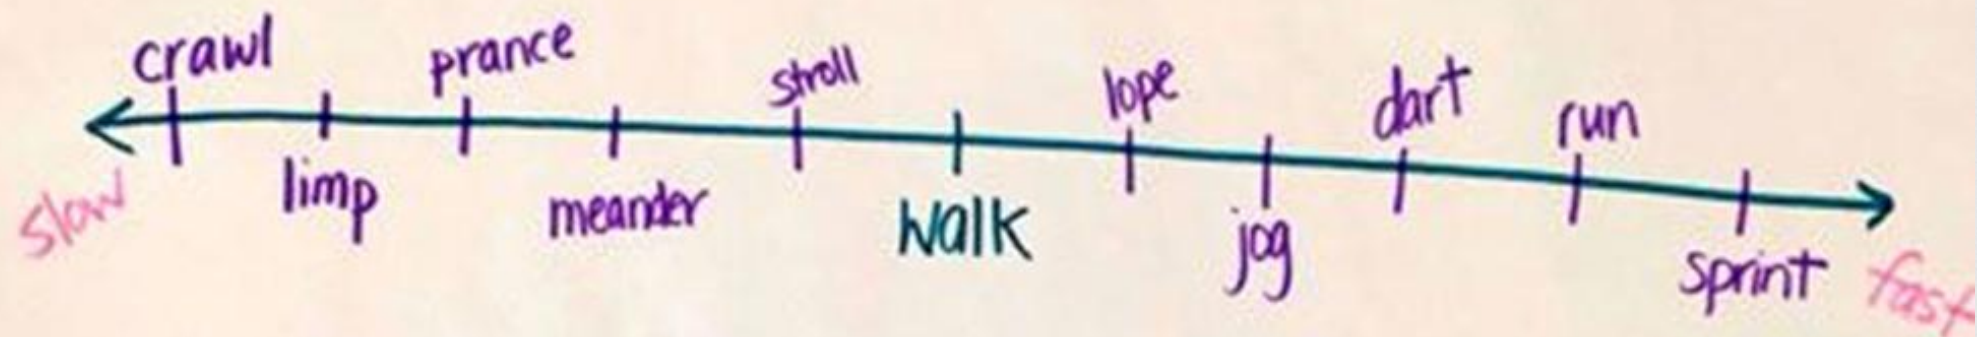 crawl
limp
prance
meander
stroll
Walk
lope
jog
dart
run
sprint
slow
fast